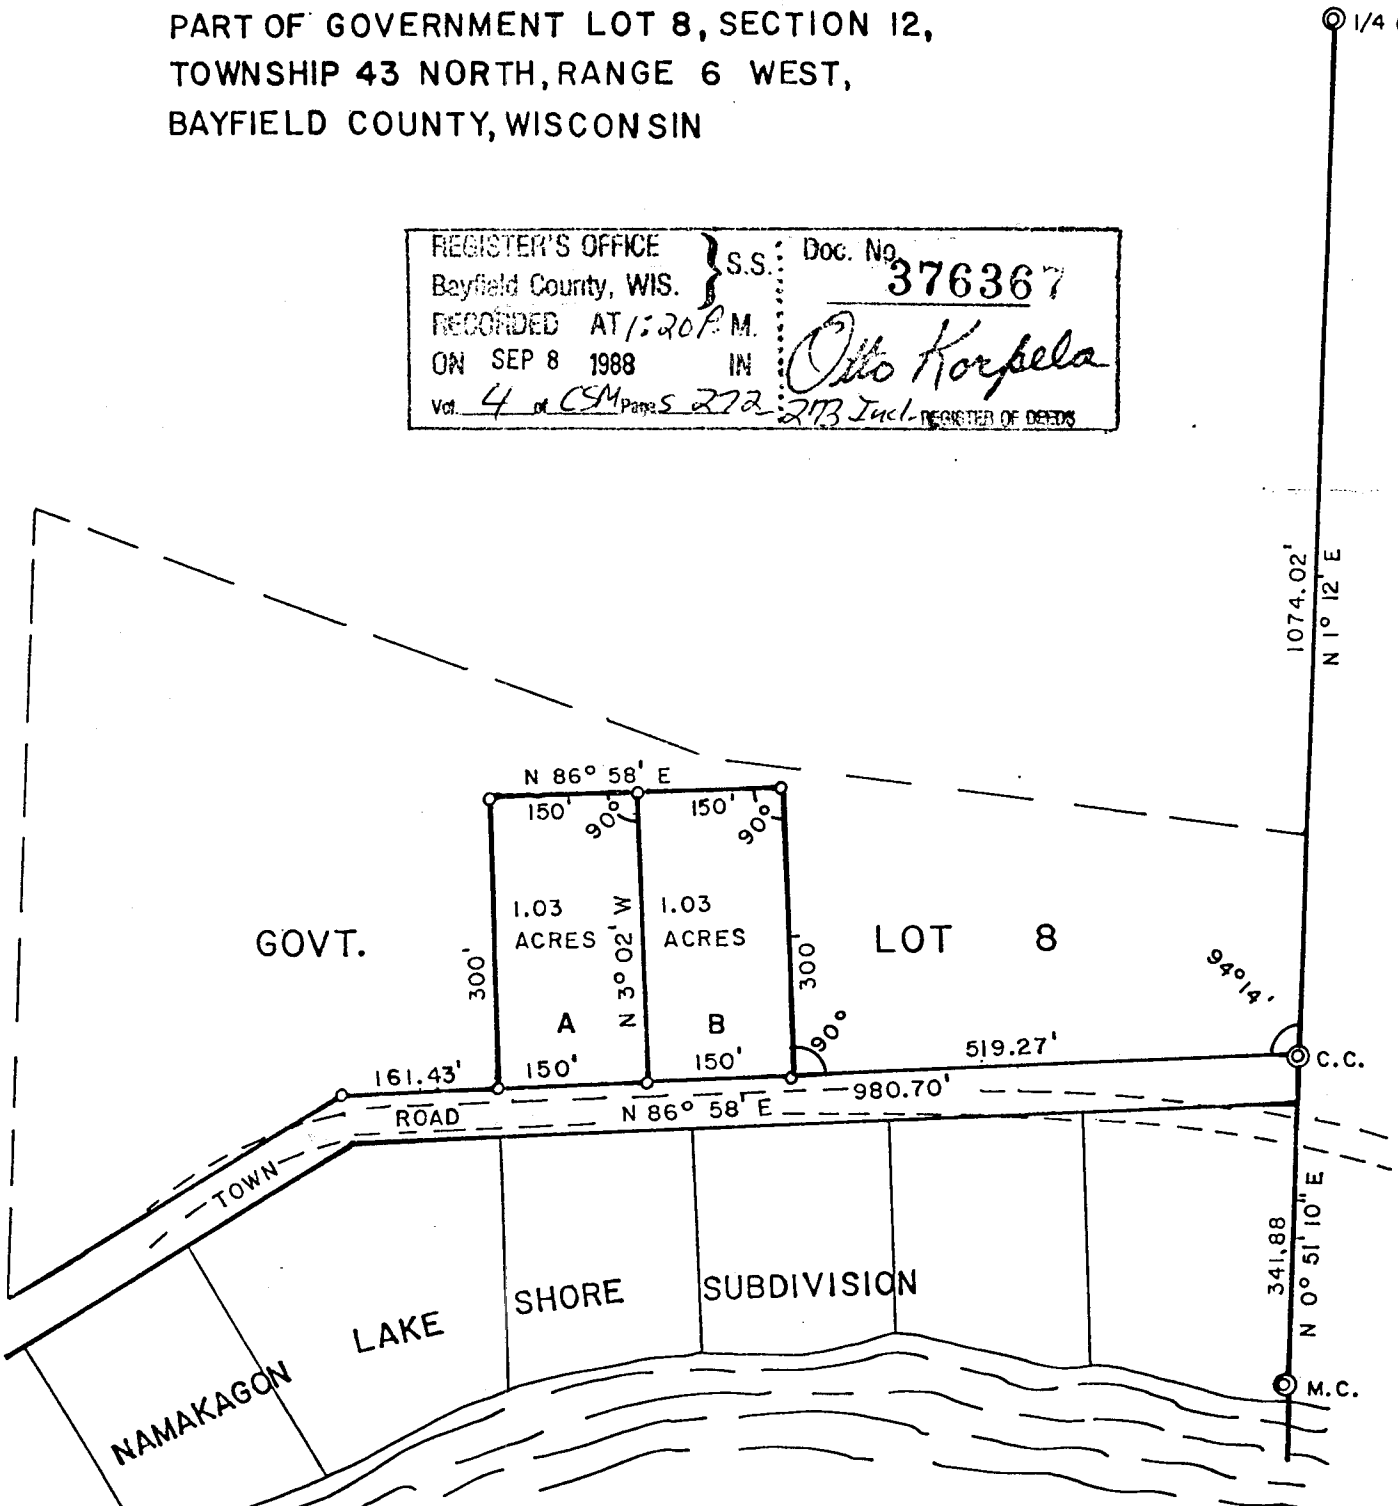 PART OF GOVERNMENT LOT 8, SECTION 12,
TOWNSHIP 43 NORTH, RANGE 6 WEST,
BAYFIELD COUNTY, WISCONSIN
1/4
REGISTER'S OFFICE } S.S.
Bayfield County, WIS.
RECORDED AT 1:20 P. M.
ON SEP 8 1988 IN
Vol. 4 of CSM Pages 272
Doc. No.
376367
Otto Korpela
273 Incl. REGISTER OF DEEDS
1074.02'
N 1° 12' E
N 86° 58' E
150'
90°
150'
90°
1.03
ACRES
1.03
ACRES
N 3° 02' W
300'
300'
GOVT.
LOT 8
A
B
94°14'
90°
161.43'
150'
150'
519.27'
C.C.
980.70'
ROAD
N 86° 58' E
TOWN
341.88
N 0° 51' 10" E
NAMAKAGON
LAKE
SHORE
SUBDIVISION
M.C.